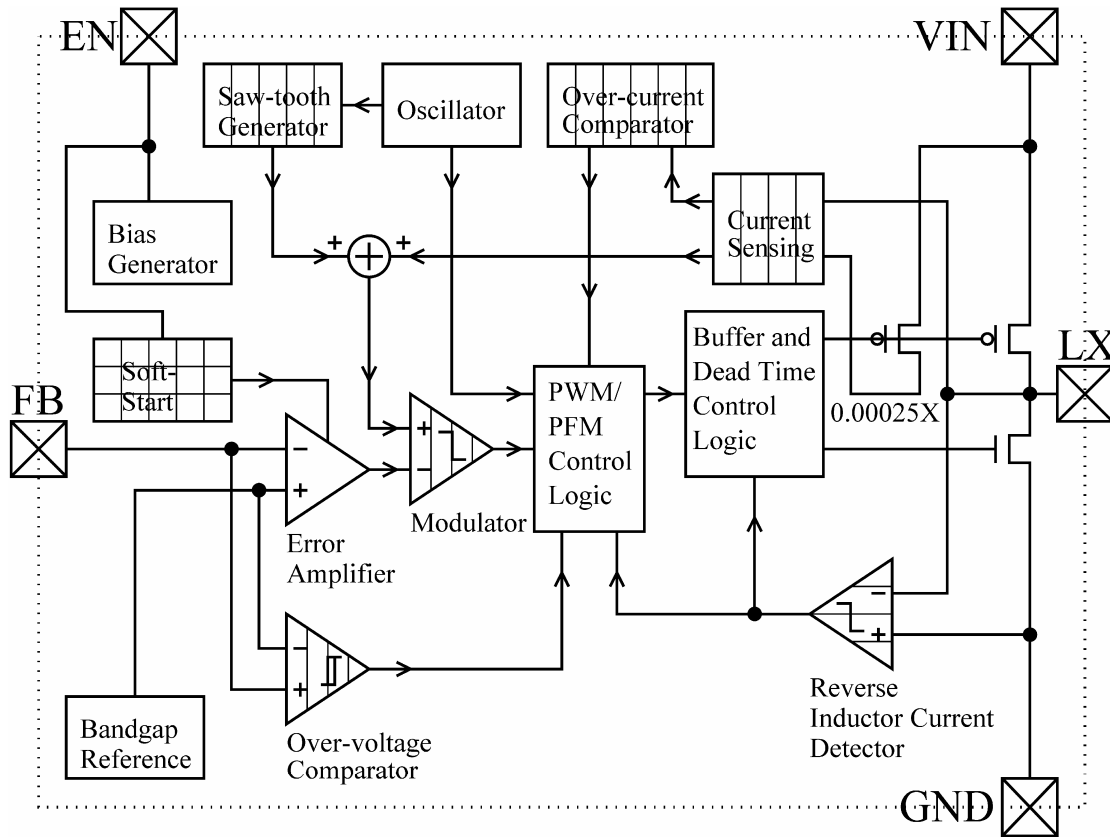 EN
VIN
Saw-tooth
Generator
Oscillator
Over-current
Comparator
Bias
Generator
+
+
Current
Sensing
Soft-
Start
Buffer and
Dead Time
Control
Logic
LX
0.00025X
FB
PWM/
PFM
Control
Logic
−
+
+
−
Modulator
Error
Amplifier
−
+
−
+
Reverse
Inductor Current
Detector
Bandgap
Reference
Over-voltage
Comparator
GND